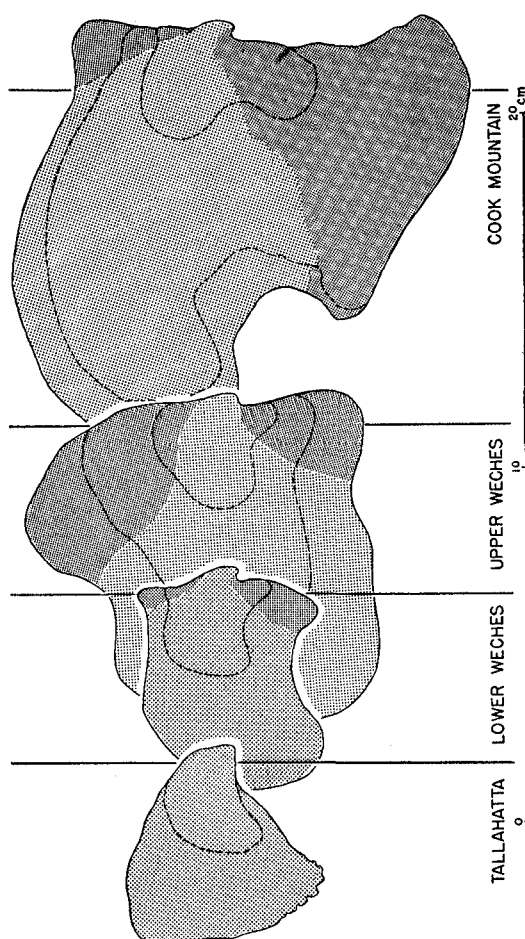 COOK MOUNTAIN
20 cm
UPPER WECHES
10
LOWER WECHES
TALLAHATTA
0